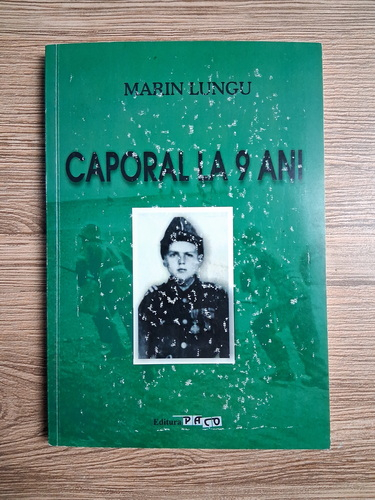 MARIN LUNGU
CAPORAL LA 9 ANI
Editura PACO